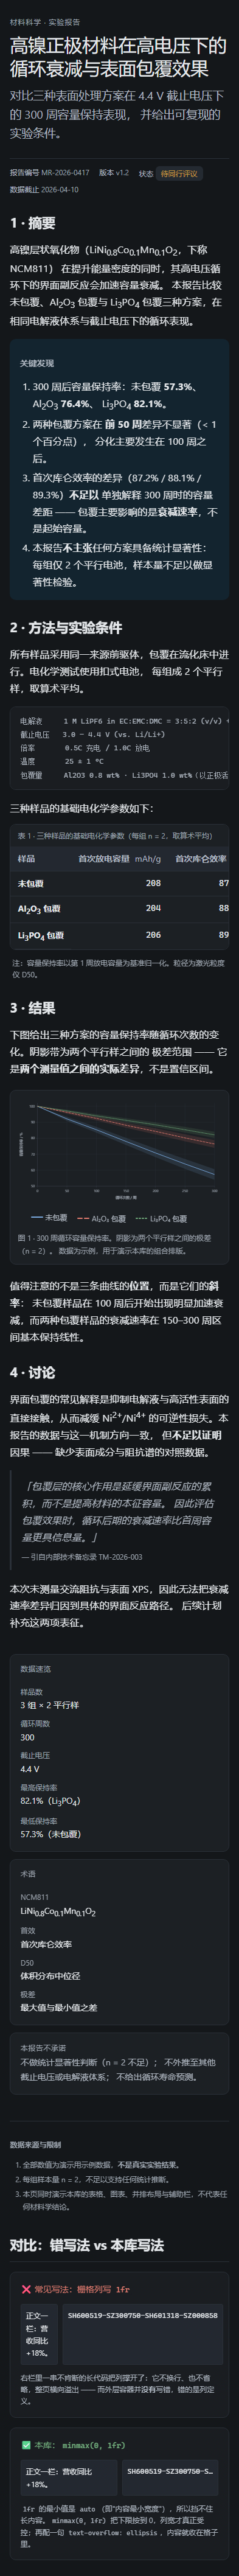 材料科学 · 实验报告
高镍正极材料在高电压下的
循环衰减与表面包覆效果
对比三种表面处理方案在 4.4 V 截止电压下
的 300 周容量保持表现，并给出可复现的
实验条件。
报告编号 MR-2026-0417 版本 v1.2 状态 待同行评议
数据截止 2026-04-10
1 · 摘要
高镍层状氧化物（LiNi0.8Co0.1Mn0.1O2，下称
NCM811） 在提升能量密度的同时，其高电压循
环下的界面副反应会加速容量衰减。 本报告比较
未包覆、Al2O3 包覆与 Li3PO4 包覆三种方案，在
相同电解液体系与截止电压下的循环表现。
关键发现
1. 300 周后容量保持率：未包覆 57.3%、
Al2O3 76.4%、 Li3PO4 82.1%。
2. 两种包覆方案在 前 50 周差异不显著（< 1
个百分点）， 分化主要发生在 100 周之
后。
3. 首次库仑效率的差异（87.2% / 88.1% /
89.3%）不足以 单独解释 300 周时的容量
差距 —— 包覆主要影响的是衰减速率，不
是起始容量。
4. 本报告不主张任何方案具备统计显著性：
每组仅 2 个平行电池，样本量不足以做显
著性检验。
2 · 方法与实验条件
所有样品采用同一来源前驱体，包覆在流化床中进
行。电化学测试使用扣式电池， 每组成 2 个平行
样，取算术平均。
电解液 1 M LiPF6 in EC:EMC:DMC = 3:5:2 (v/v) +
截止电压 3.0 – 4.4 V (vs. Li/Li+)
倍率 0.5C 充电 / 1.0C 放电
温度 25 ± 1 °C
包覆量 Al2O3 0.8 wt% · Li3PO4 1.0 wt%（以正极活
三种样品的基础电化学参数如下：
表 1 · 三种样品的基础电化学参数（每组 n = 2，取算术平均）
样品 首次放电容量 mAh/g 首次库仑效率
未包覆 208 87
Al2O3 包覆 204 88
Li3PO4 包覆 206 89
注：容量保持率以第 1 周放电容量为基准归一化。粒径为激光粒度
仪 D50。
3 · 结果
下图给出三种方案的容量保持率随循环次数的变
化。阴影带为两个平行样之间的 极差范围 —— 它
是两个测量值之间的实际差异，不是置信区间。
100
90
80
70
60
50
0 50 100 150 200 250 300
循环次数 / 周
未包覆 Al₂O₃ 包覆 Li₃PO₄ 包覆
图 1 · 300 周循环容量保持率。阴影为两个平行样之间的极差
（n = 2）。 数据为示例，用于演示本库的组合排版。
值得注意的不是三条曲线的位置，而是它们的斜
率： 未包覆样品在 100 周后开始出现明显加速衰
减，而两种包覆样品的衰减速率在 150–300 周区
间基本保持线性。
4 · 讨论
界面包覆的常见解释是抑制电解液与高活性表面的
直接接触，从而减缓 Ni2+/Ni4+ 的可逆性损失。本
报告的数据与这一机制方向一致， 但不足以证明
因果 —— 缺少表面成分与阻抗谱的对照数据。
「包覆层的核心作用是延缓界面副反应的累
积，而不是提高材料的本征容量。 因此评估
包覆效果时，循环后期的衰减速率比首周容
量更具信息量。」
— 引自内部技术备忘录 TM-2026-003
本次未测量交流阻抗与表面 XPS，因此无法把衰减
速率差异归因到具体的界面反应路径。 后续计划
补充这两项表征。
数据速览
样品数
3 组 × 2 平行样
循环周数
300
截止电压
4.4 V
最高保持率
82.1%（Li3PO4）
最低保持率
57.3%（未包覆）
术语
NCM811
LiNi0.8Co0.1Mn0.1O2
首效
首次库仑效率
D50
体积分布中位径
极差
最大值与最小值之差
本报告不承诺
不做统计显著性判断（n = 2 不足）； 不外推至其他
截止电压或电解液体系； 不给出循环寿命预测。
数据来源与限制
1. 全部数值为演示用示例数据，不是真实实验结果。
2. 每组样本量 n = 2，不足以支持任何统计推断。
3. 本页同时演示本库的表格、图表、并排布局与辅助栏，不代表任
何材料学结论。
对比：错写法 vs 本库写法
❌ 常见写法：栅格列写 1fr
正文一
栏：营
收同比
+18%。
SH600519-SZ300750-SH601318-SZ000858
右栏里一串不肯断的长代码把列撑开了：它不换行，也不省
略，整页横向溢出 —— 而外层容器并没有写错，错的是列定
义。
✅ 本库： minmax(0, 1fr)
正文一栏：营收同比
+18%。
SH600519-SZ300750-S…
1fr 的最小值是 auto （即“内容最小宽度”），所以挡不住
长内容。 minmax(0, 1fr) 把下限按到 0，列宽才真正受
控；再配一句 text-overflow: ellipsis ，内容就收在格子
里。